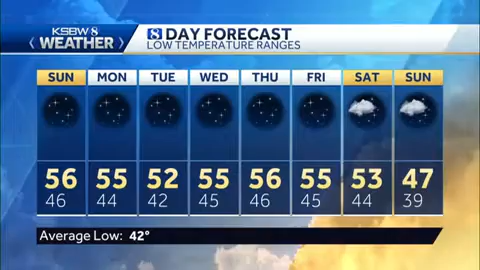 KSBW 8
WEATHER
8 DAY FORECAST
LOW TEMPERATURE RANGES
SUN MON TUE WED THU FRI SAT SUN
56 55 52 55 56 55 53 47
46 44 42 45 46 45 44 39
Average Low: 42°